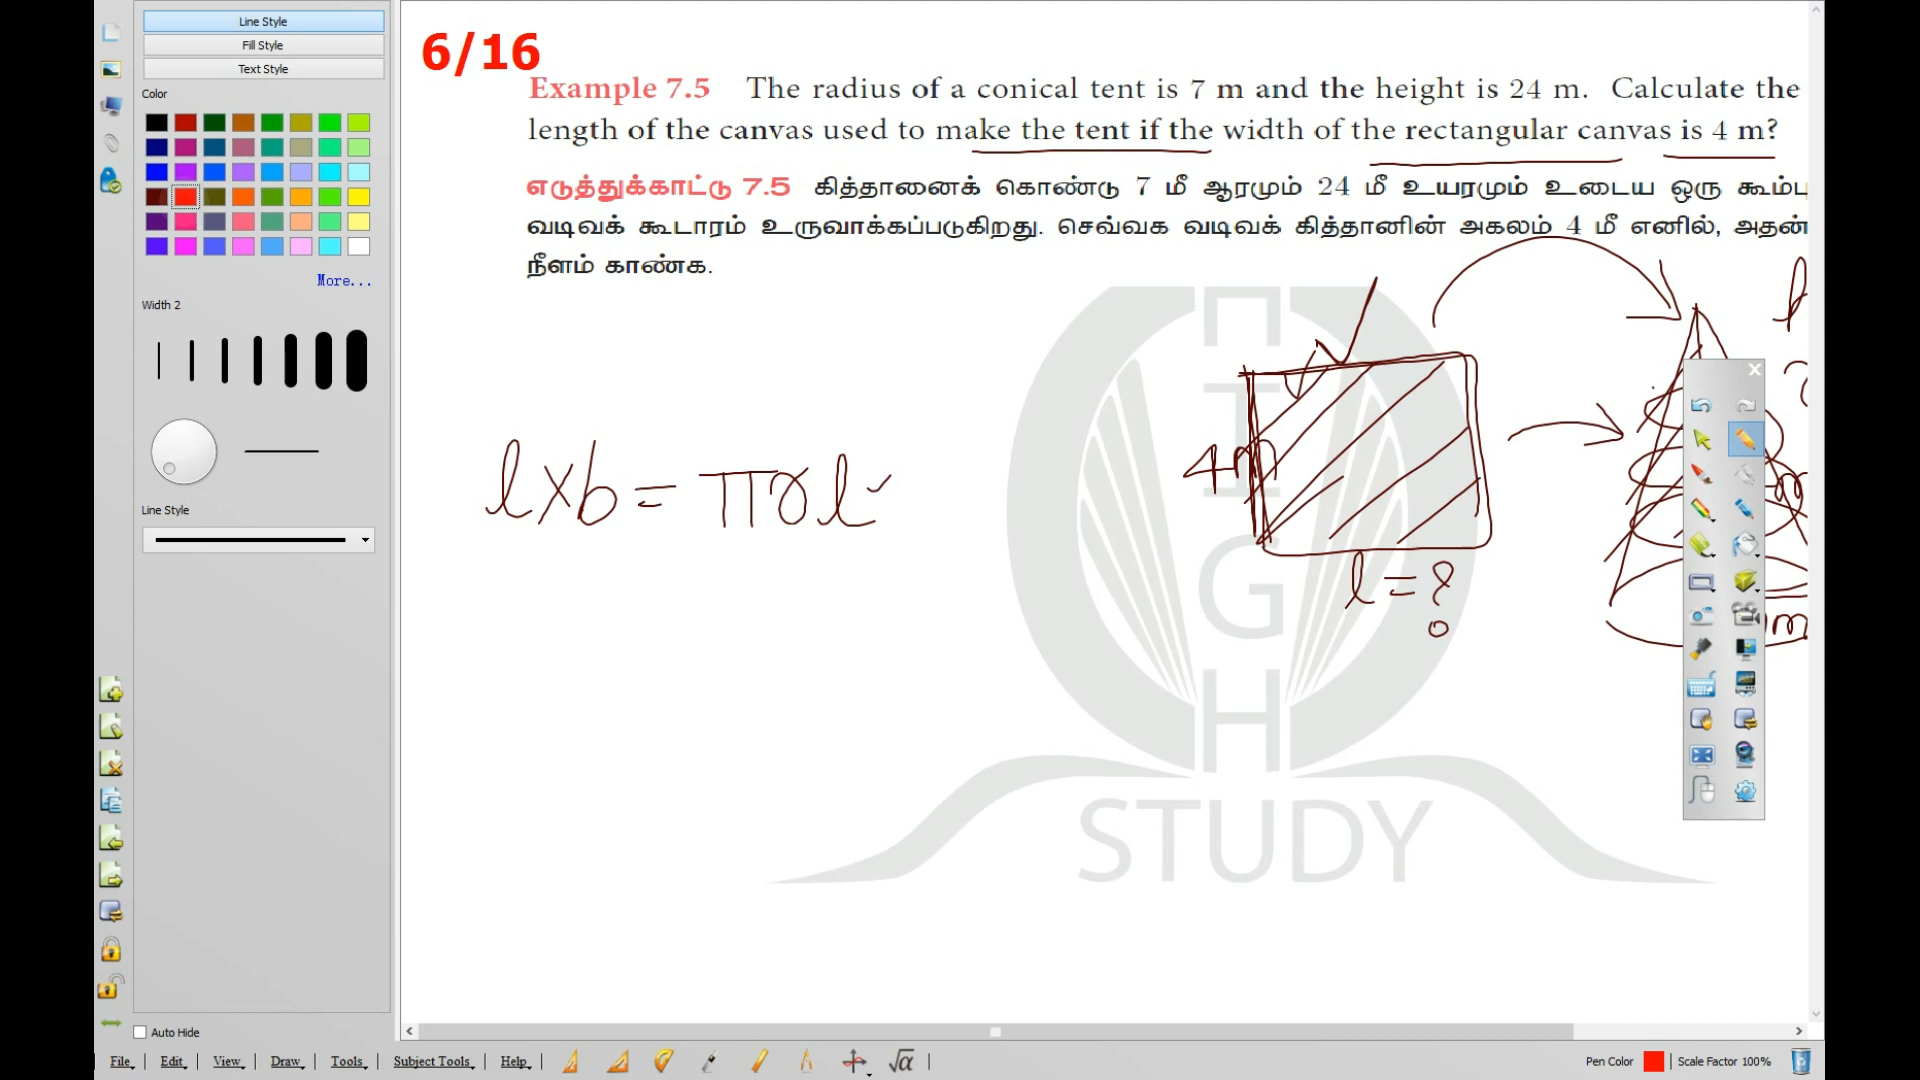 Line Style
Fill Style
Text Style
Color
More...
Width 2
Line Style
Auto Hide
6/16
Example 7.5 The radius of a conical tent is 7 m and the height is 24 m. Calculate the
length of the canvas used to make the tent if the width of the rectangular canvas is 4 m?
எடுத்துக்காட்டு 7.5 கித்தானைக் கொண்டு 7 மீ ஆரமும் 24 மீ உயரமும் உடைய ஒரு கூம்பு
வடிவக் கூடாரம் உருவாக்கப்படுகிறது. செவ்வக வடிவக் கித்தானின் அகலம் 4 மீ எனில், அதன்
நீளம் காண்க.
l×b = πrl
4m
l = ?
m
HIGH
STUDY
File Edit View Draw Tools Subject Tools Help
√α
Pen Color Scale Factor 100%